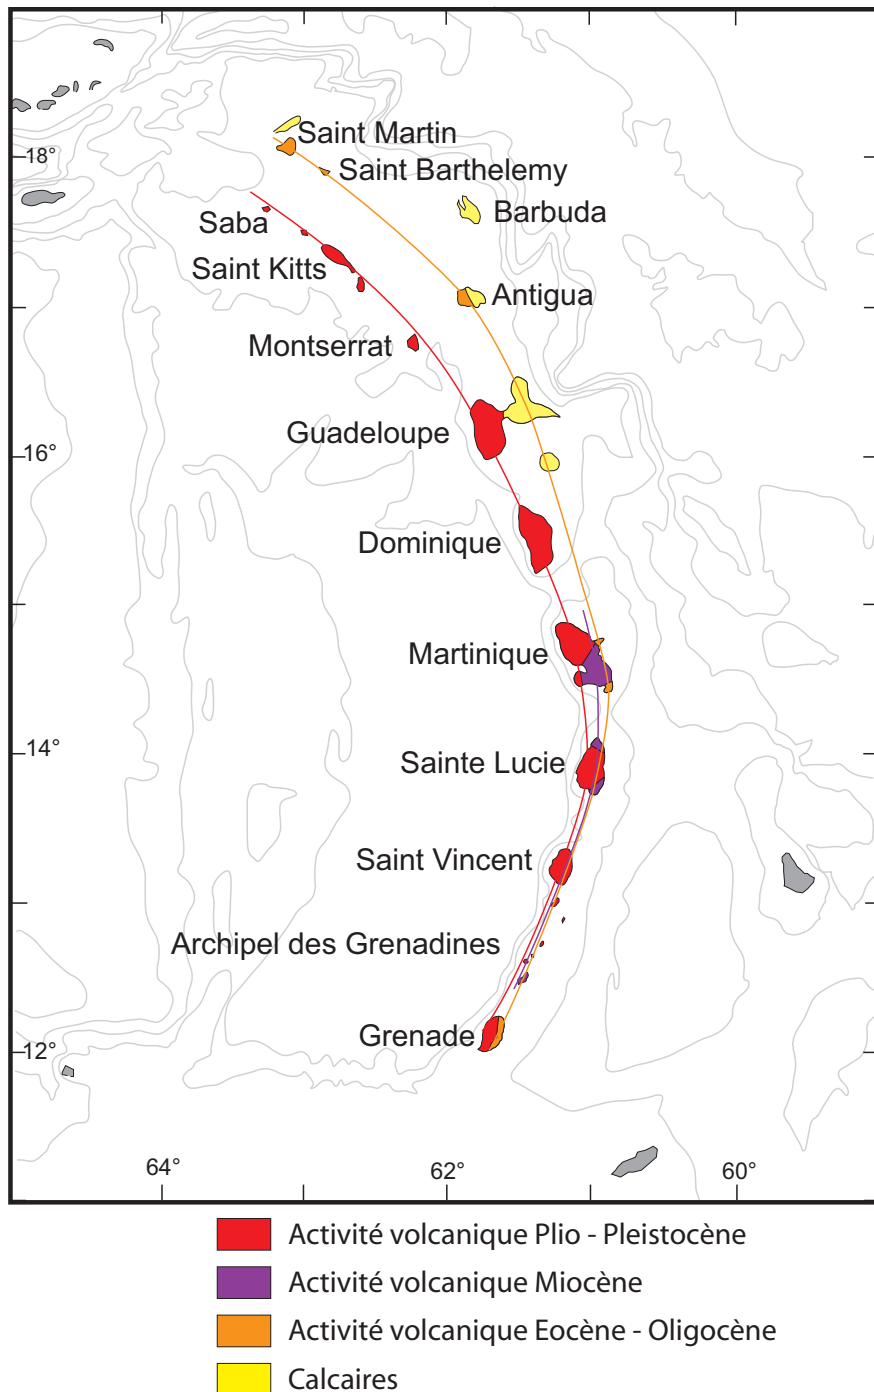 Saint Martin
18°
Saint Barthelemy
Saba
Barbuda
Saint Kitts
Antigua
Montserrat
Guadeloupe
16°
Dominique
Martinique
14°
Sainte Lucie
Saint Vincent
Archipel des Grenadines
Grenade
12°
64°
62°
60°
Activité volcanique Plio - Pleistocène
Activité volcanique Miocène
Activité volcanique Eocène - Oligocène
Calcaires